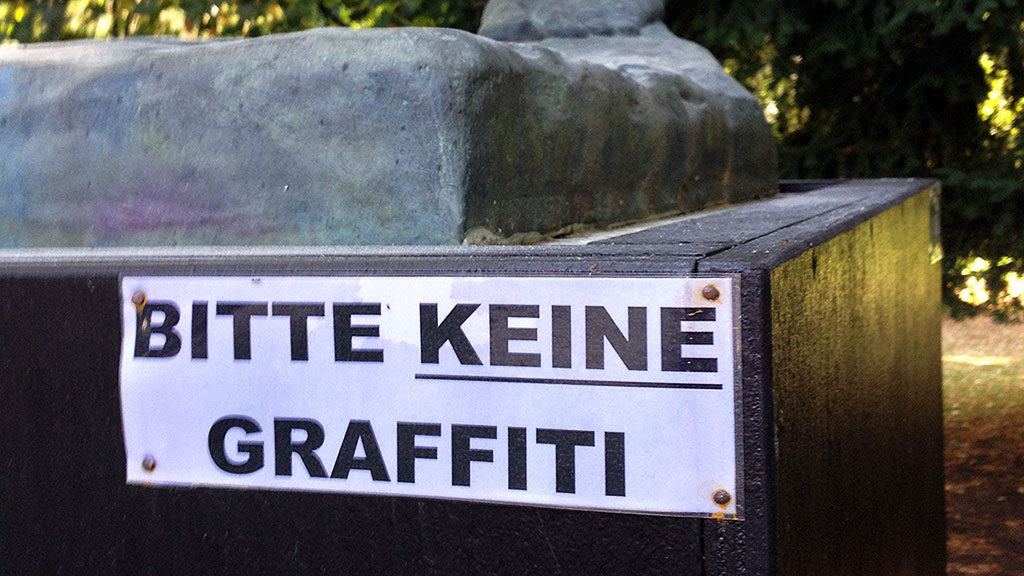 BITTE KEINE
GRAFFITI